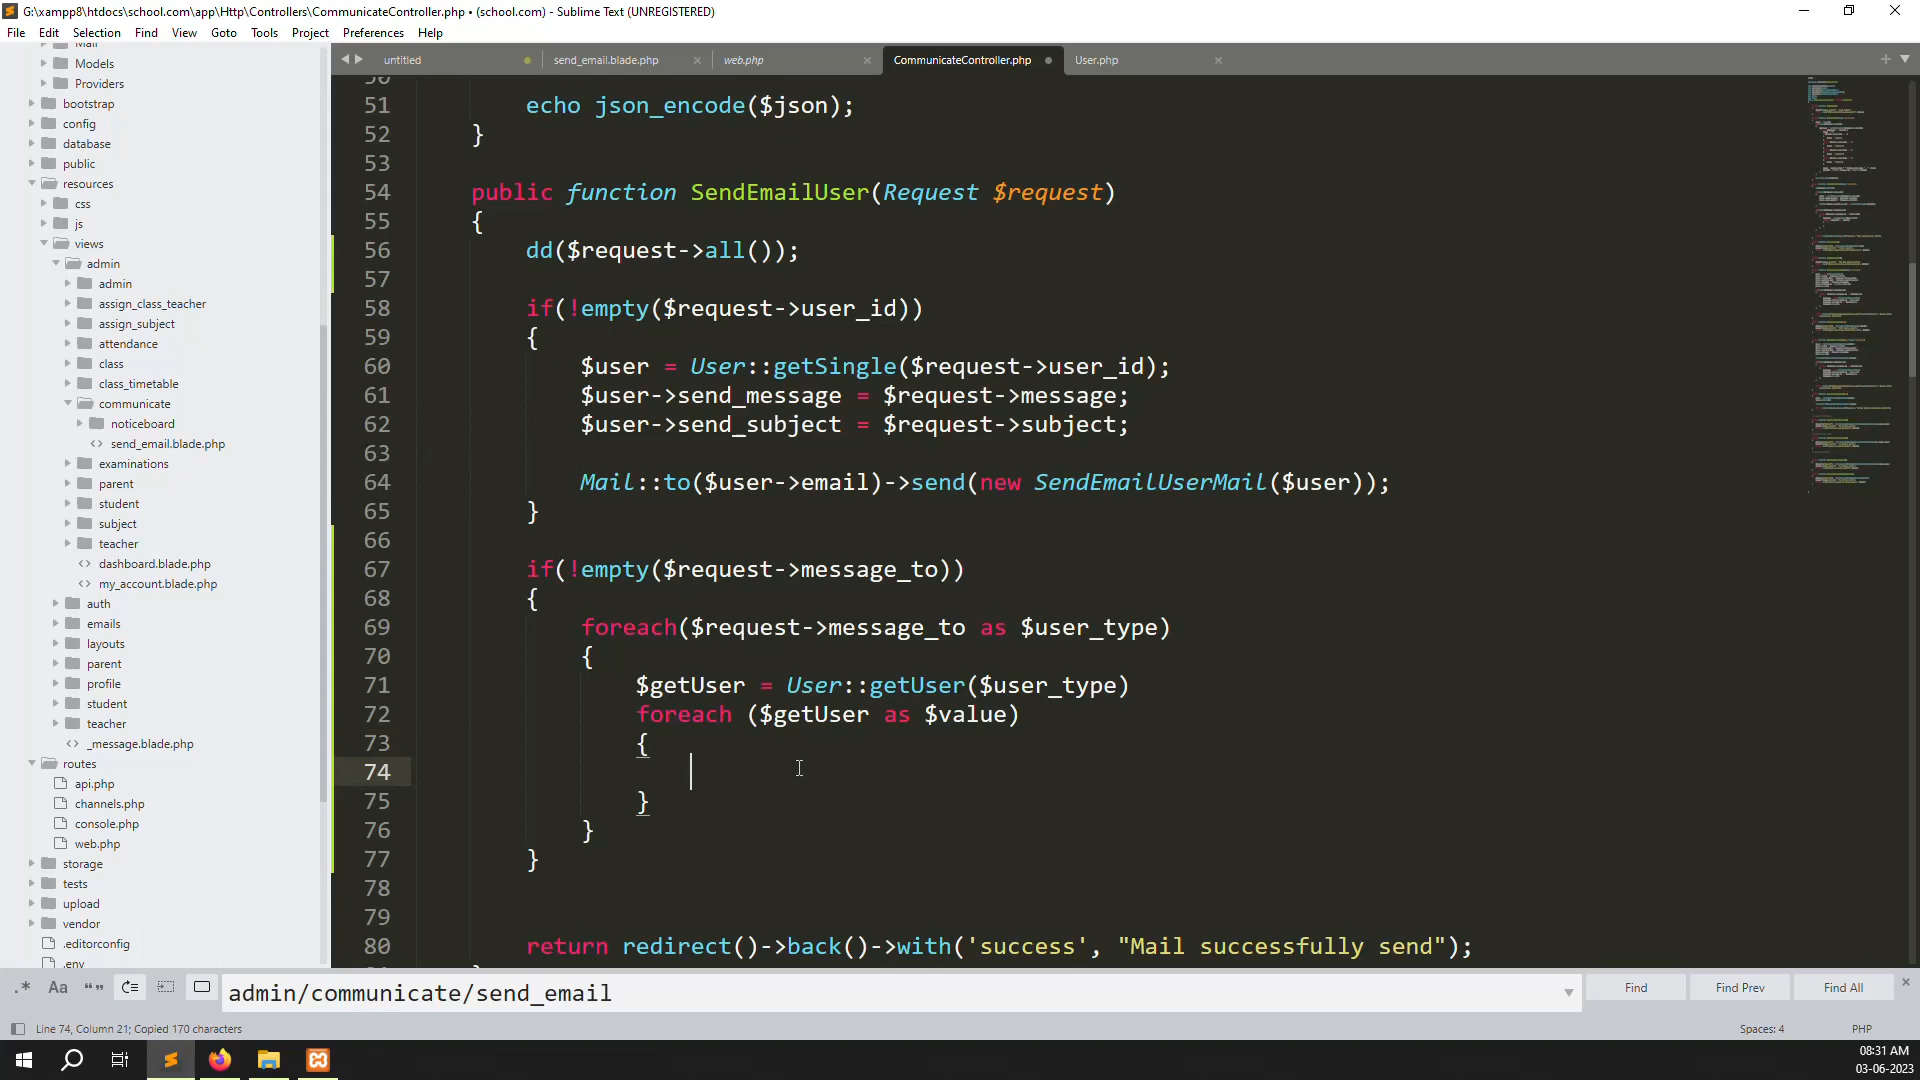 G:\xampp8\htdocs\school.com\app\Http\Controllers\CommunicateController.php • (school.com) - Sublime Text (UNREGISTERED)
File Edit Selection Find View Goto Tools Project Preferences Help
Mail
Models
Providers
bootstrap
config
database
public
resources
css
js
views
admin
admin
assign_class_teacher
assign_subject
attendance
class
class_timetable
communicate
noticeboard
send_email.blade.php
examinations
parent
student
subject
teacher
dashboard.blade.php
my_account.blade.php
auth
emails
layouts
parent
profile
student
teacher
_message.blade.php
routes
api.php
channels.php
console.php
web.php
storage
tests
upload
vendor
.editorconfig
.env
untitled send_email.blade.php web.php CommunicateController.php User.php
50
51 echo json_encode($json);
52 }
53
54 public function SendEmailUser(Request $request)
55 {
56 dd($request->all());
57
58 if(!empty($request->user_id))
59 {
60 $user = User::getSingle($request->user_id);
61 $user->send_message = $request->message;
62 $user->send_subject = $request->subject;
63
64 Mail::to($user->email)->send(new SendEmailUserMail($user));
65 }
66
67 if(!empty($request->message_to))
68 {
69 foreach($request->message_to as $user_type)
70 {
71 $getUser = User::getUser($user_type)
72 foreach ($getUser as $value)
73 {
74
75 }
76 }
77 }
78
79
80 return redirect()->back()->with('success', "Mail successfully send");
.* Aa “” admin/communicate/send_email Find Find Prev Find All
Line 74, Column 21; Copied 170 characters Spaces: 4 PHP
08:31 AM
03-06-2023